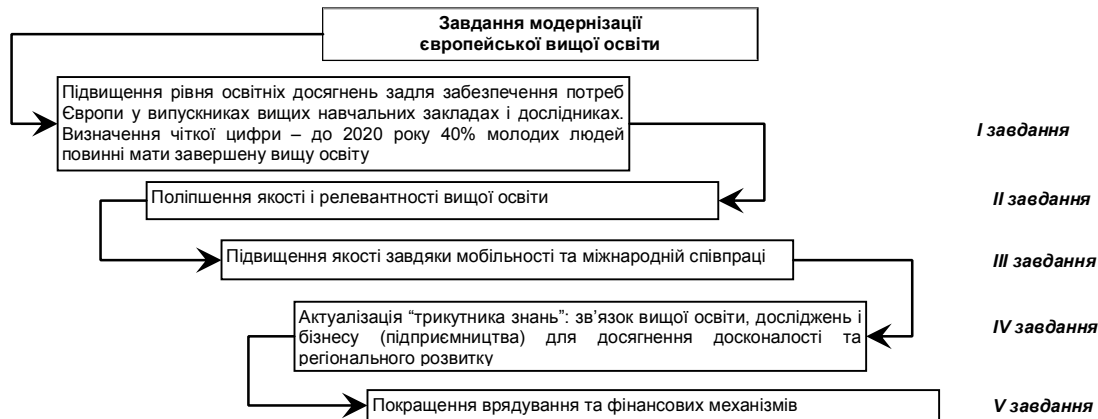 Завдання модернізації
європейської вищої освіти
Підвищення рівня освітніх досягнень задля забезпечення потреб
Європи у випускниках вищих навчальних закладах і дослідниках.
Визначення чіткої цифри – до 2020 року 40% молодих людей
повинні мати завершену вищу освіту
І завдання
Поліпшення якості і релевантності вищої освіти
ІІ завдання
Підвищення якості завдяки мобільності та міжнародній співпраці
ІІІ завдання
Актуалізація “трикутника знань”: зв’язок вищої освіти, досліджень і
бізнесу (підприємництва) для досягнення досконалості та
регіонального розвитку
IV завдання
Покращення врядування та фінансових механізмів
V завдання